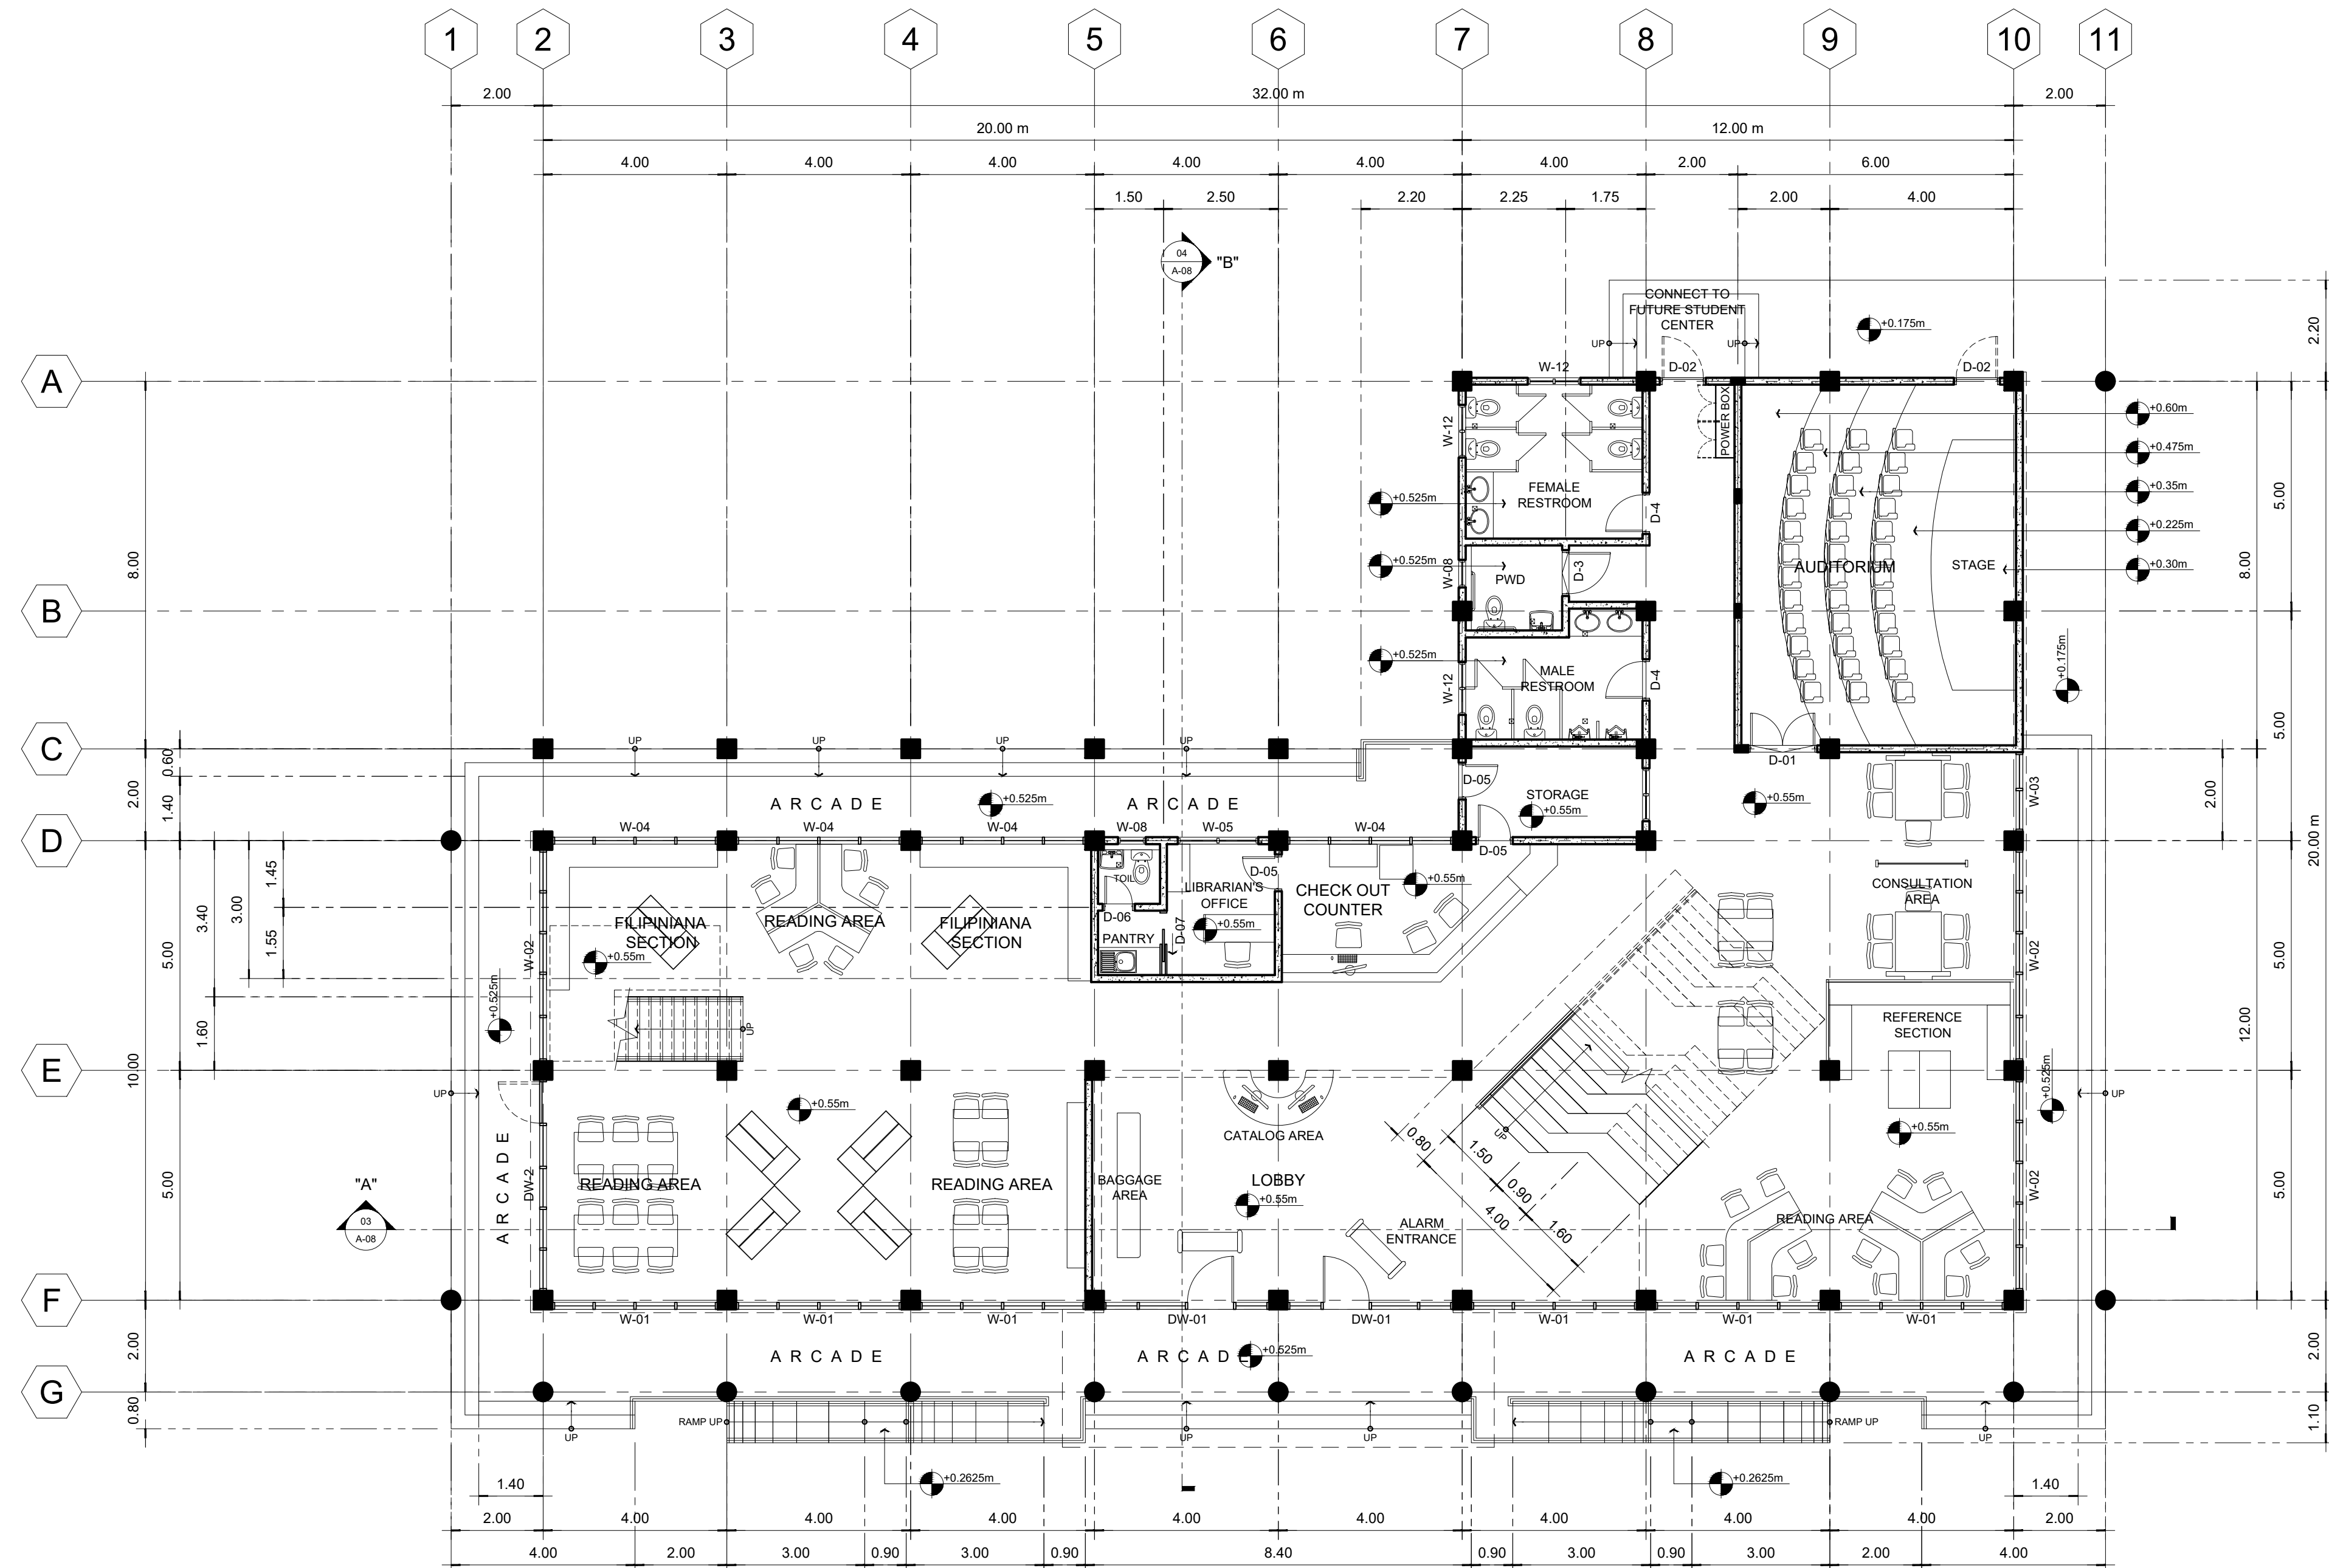 1 2 3 4 5 6 7 8 9 10 11
2.00 32.00 m 2.00
20.00 m 12.00 m
4.00 4.00 4.00 4.00 4.00 4.00 2.00 6.00
1.50 2.50 2.20 2.25 1.75 2.00 4.00
04
A-08
"B"
CONNECT TO
FUTURE STUDENT
CENTER
+0.175m
2.20
UP UP
A
W-12 D-02 D-02
POWER BOX
+0.60m
W-12
+0.475m
FEMALE
RESTROOM
+0.525m
+0.35m
5.00
D-4
+0.225m
8.00
+0.525m
W-08
PWD
D-3
AUDITORIUM
STAGE
+0.30m
8.00
B
+0.525m
MALE
RESTROOM
W-12
D-4
+0.175m
5.00
C
0.60
UP UP UP UP
D-01
D-05
2.00
1.40
ARCADE
+0.525m
ARCADE
STORAGE
+0.55m
+0.55m
W-03
2.00
D
W-04 W-04 W-04 W-08 W-05 W-04
D-05
20.00 m
1.45
3.00
3.40
1.55
5.00
TOIL
D-05
LIBRARIAN'S
OFFICE
CHECK OUT
COUNTER
+0.55m
CONSULTATION
AREA
FILIPINIANA
SECTION
READING AREA
FILIPINIANA
SECTION
D-06
PANTRY
D-07
+0.55m
W-02
+0.55m
W-02
5.00
+0.525m
1.60
UP
REFERENCE
SECTION
12.00
E
10.00
UP
+0.55m
CATALOG AREA
UP
0.80
1.50
0.90
4.00
1.60
+0.55m
+0.525m
UP
ARCADE
DW-2
5.00
READING AREA
READING AREA
BAGGAGE
AREA
LOBBY
+0.55m
ALARM
ENTRANCE
READING AREA
W-02
5.00
"A"
03
A-08
F
W-01 W-01 W-01 DW-01 DW-01 W-01 W-01 W-01
2.00
ARCADE
ARCADE
+0.525m
ARCADE
2.00
G
0.80
UP
RAMP UP
UP UP
RAMP UP
UP
1.10
+0.2625m
+0.2625m
1.40 1.40
2.00 4.00 4.00 4.00 4.00 4.00 4.00 4.00 4.00 2.00
4.00 2.00 3.00 0.90 3.00 0.90 8.40 0.90 3.00 0.90 3.00 2.00 4.00